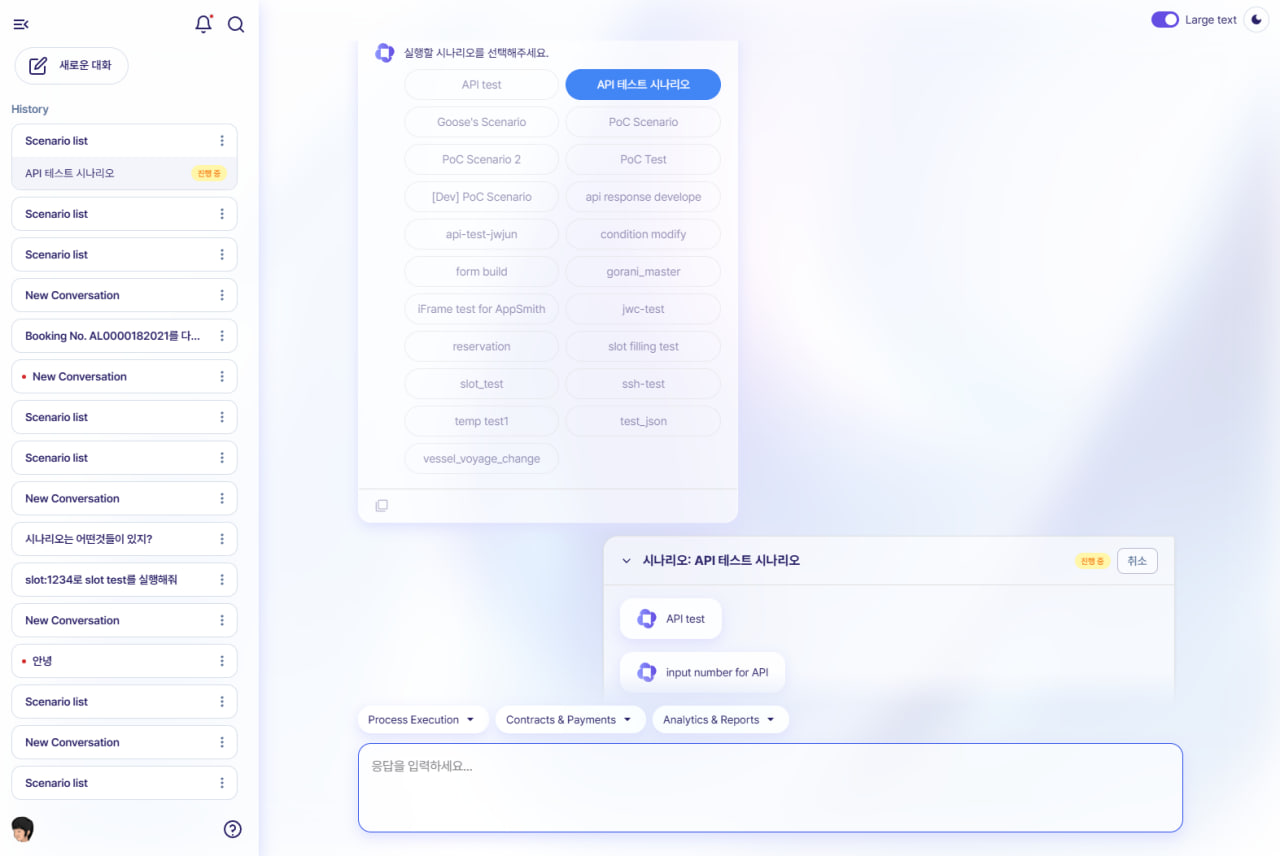 Large text
새로운 대화
History
Scenario list
API 테스트 시나리오
진행 중
Scenario list
Scenario list
New Conversation
Booking No. AL0000182021를 다...
New Conversation
Scenario list
Scenario list
New Conversation
시나리오는 어떤것들이 있지?
slot:1234로 slot test를 실행해줘
New Conversation
안녕
Scenario list
New Conversation
Scenario list
실행할 시나리오를 선택해주세요.
API test
API 테스트 시나리오
Goose's Scenario
PoC Scenario
PoC Scenario 2
PoC Test
[Dev] PoC Scenario
api response develope
api-test-jwjun
condition modify
form build
gorani_master
iFrame test for AppSmith
jwc-test
reservation
slot filling test
slot_test
ssh-test
temp test1
test_json
vessel_voyage_change
시나리오: API 테스트 시나리오
진행 중
취소
API test
input number for API
Process Execution
Contracts & Payments
Analytics & Reports
응답을 입력하세요...